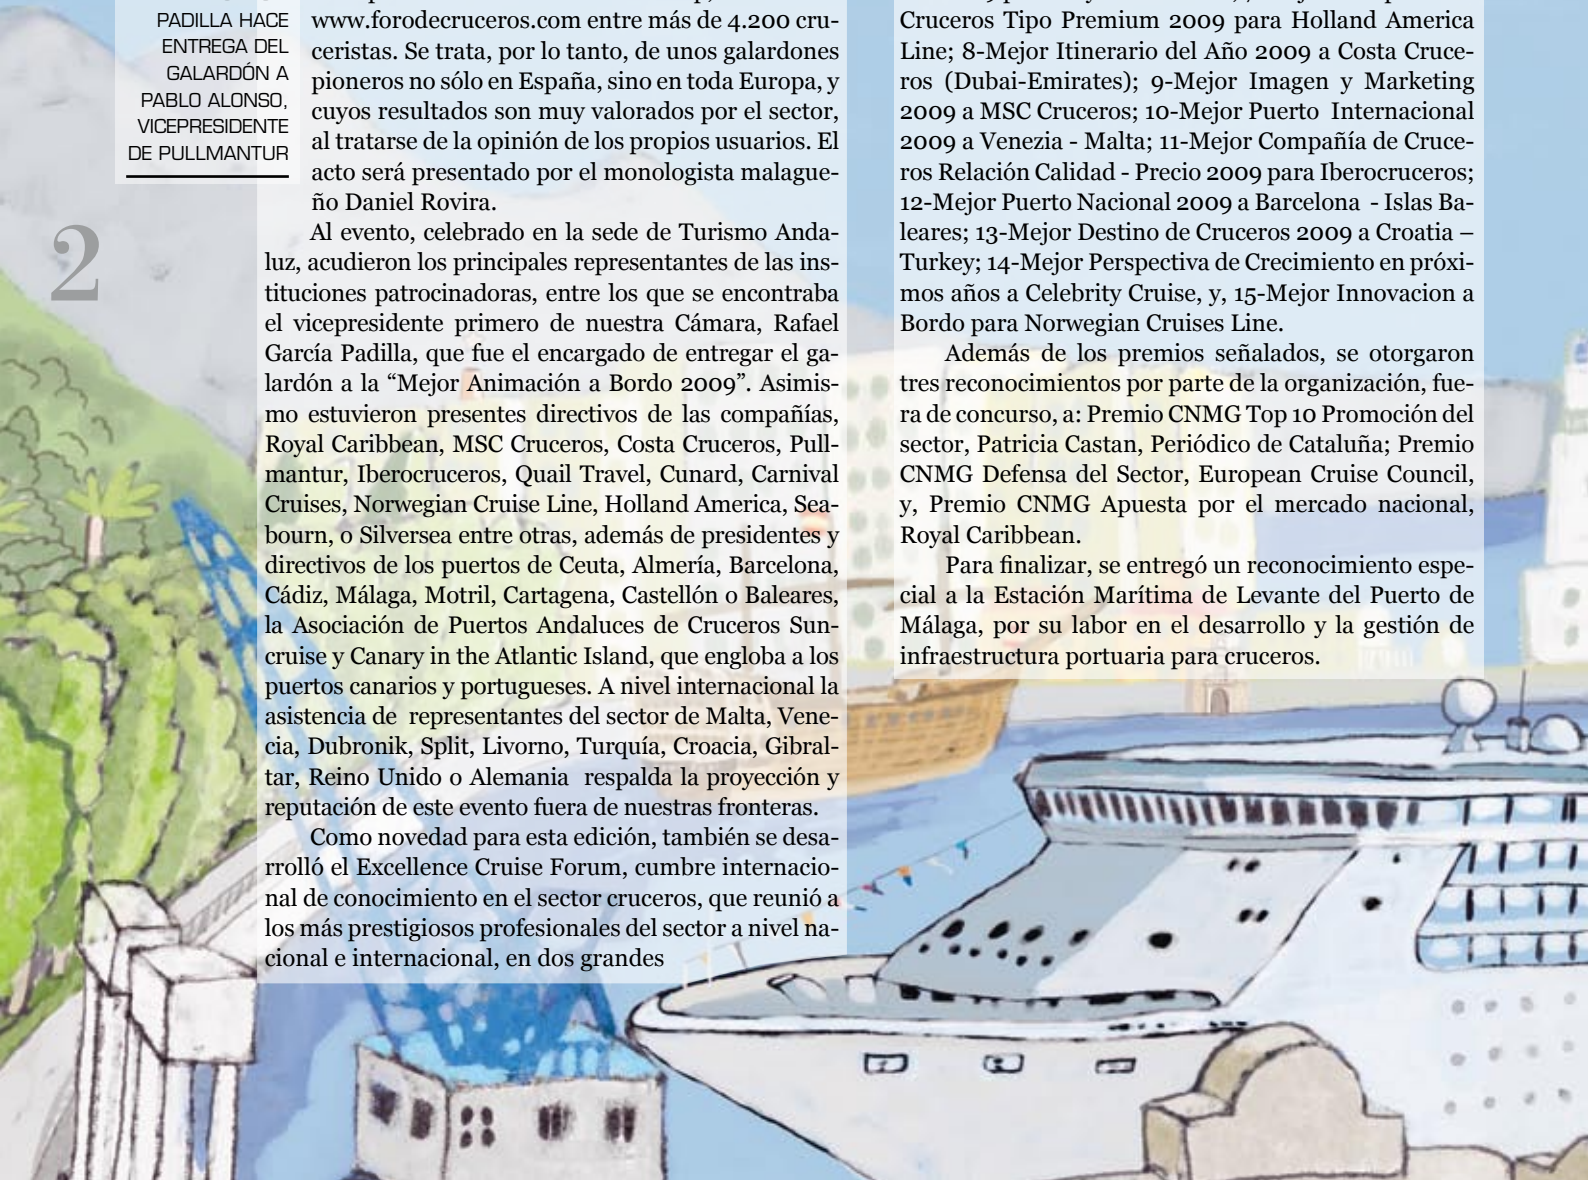 PADILLA HACE
ENTREGA DEL
GALARDÓN A
PABLO ALONSO,
VICEPRESIDENTE
DE PULLMANTUR
2
www.forodecruceros.com entre más de 4.200 cru-
ceristas. Se trata, por lo tanto, de unos galardones
pioneros no sólo en España, sino en toda Europa, y
cuyos resultados son muy valorados por el sector,
al tratarse de la opinión de los propios usuarios. El
acto será presentado por el monologista malague-
ño Daniel Rovira.
Al evento, celebrado en la sede de Turismo Anda-
luz, acudieron los principales representantes de las ins-
tituciones patrocinadoras, entre los que se encontraba
el vicepresidente primero de nuestra Cámara, Rafael
García Padilla, que fue el encargado de entregar el ga-
lardón a la “Mejor Animación a Bordo 2009”. Asimis-
mo estuvieron presentes directivos de las compañías,
Royal Caribbean, MSC Cruceros, Costa Cruceros, Pull-
mantur, Iberocruceros, Quail Travel, Cunard, Carnival
Cruises, Norwegian Cruise Line, Holland America, Sea-
bourn, o Silversea entre otras, además de presidentes y
directivos de los puertos de Ceuta, Almería, Barcelona,
Cádiz, Málaga, Motril, Cartagena, Castellón o Baleares,
la Asociación de Puertos Andaluces de Cruceros Sun-
cruise y Canary in the Atlantic Island, que engloba a los
puertos canarios y portugueses. A nivel internacional la
asistencia de  representantes del sector de Malta, Vene-
cia, Dubronik, Split, Livorno, Turquía, Croacia, Gibral-
tar, Reino Unido o Alemania  respalda la proyección y
reputación de este evento fuera de nuestras fronteras.
Como novedad para esta edición, también se desa-
rrolló el Excellence Cruise Forum, cumbre internacio-
nal de conocimiento en el sector cruceros, que reunió a
los más prestigiosos profesionales del sector a nivel na-
cional e internacional, en dos grandes
Cruceros Tipo Premium 2009 para Holland America
Line; 8-Mejor Itinerario del Año 2009 a Costa Cruce-
ros (Dubai-Emirates); 9-Mejor Imagen y Marketing
2009 a MSC Cruceros; 10-Mejor Puerto  Internacional
2009 a Venezia - Malta; 11-Mejor Compañía de Cruce-
ros Relación Calidad - Precio 2009 para Iberocruceros;
12-Mejor Puerto Nacional 2009 a Barcelona  - Islas Ba-
leares; 13-Mejor Destino de Cruceros 2009 a Croatia –
Turkey; 14-Mejor Perspectiva de Crecimiento en próxi-
mos años a Celebrity Cruise, y, 15-Mejor Innovacion a
Bordo para Norwegian Cruises Line.
Además de los premios señalados, se otorgaron
tres reconocimientos por parte de la organización, fue-
ra de concurso, a: Premio CNMG Top 10 Promoción del
sector, Patricia Castan, Periódico de Cataluña; Premio
CNMG Defensa del Sector, European Cruise Council,
y, Premio CNMG Apuesta por el mercado nacional,
Royal Caribbean.
Para finalizar, se entregó un reconocimiento espe-
cial a la Estación Marítima de Levante del Puerto de
Málaga, por su labor en el desarrollo y la gestión de
infraestructura portuaria para cruceros.